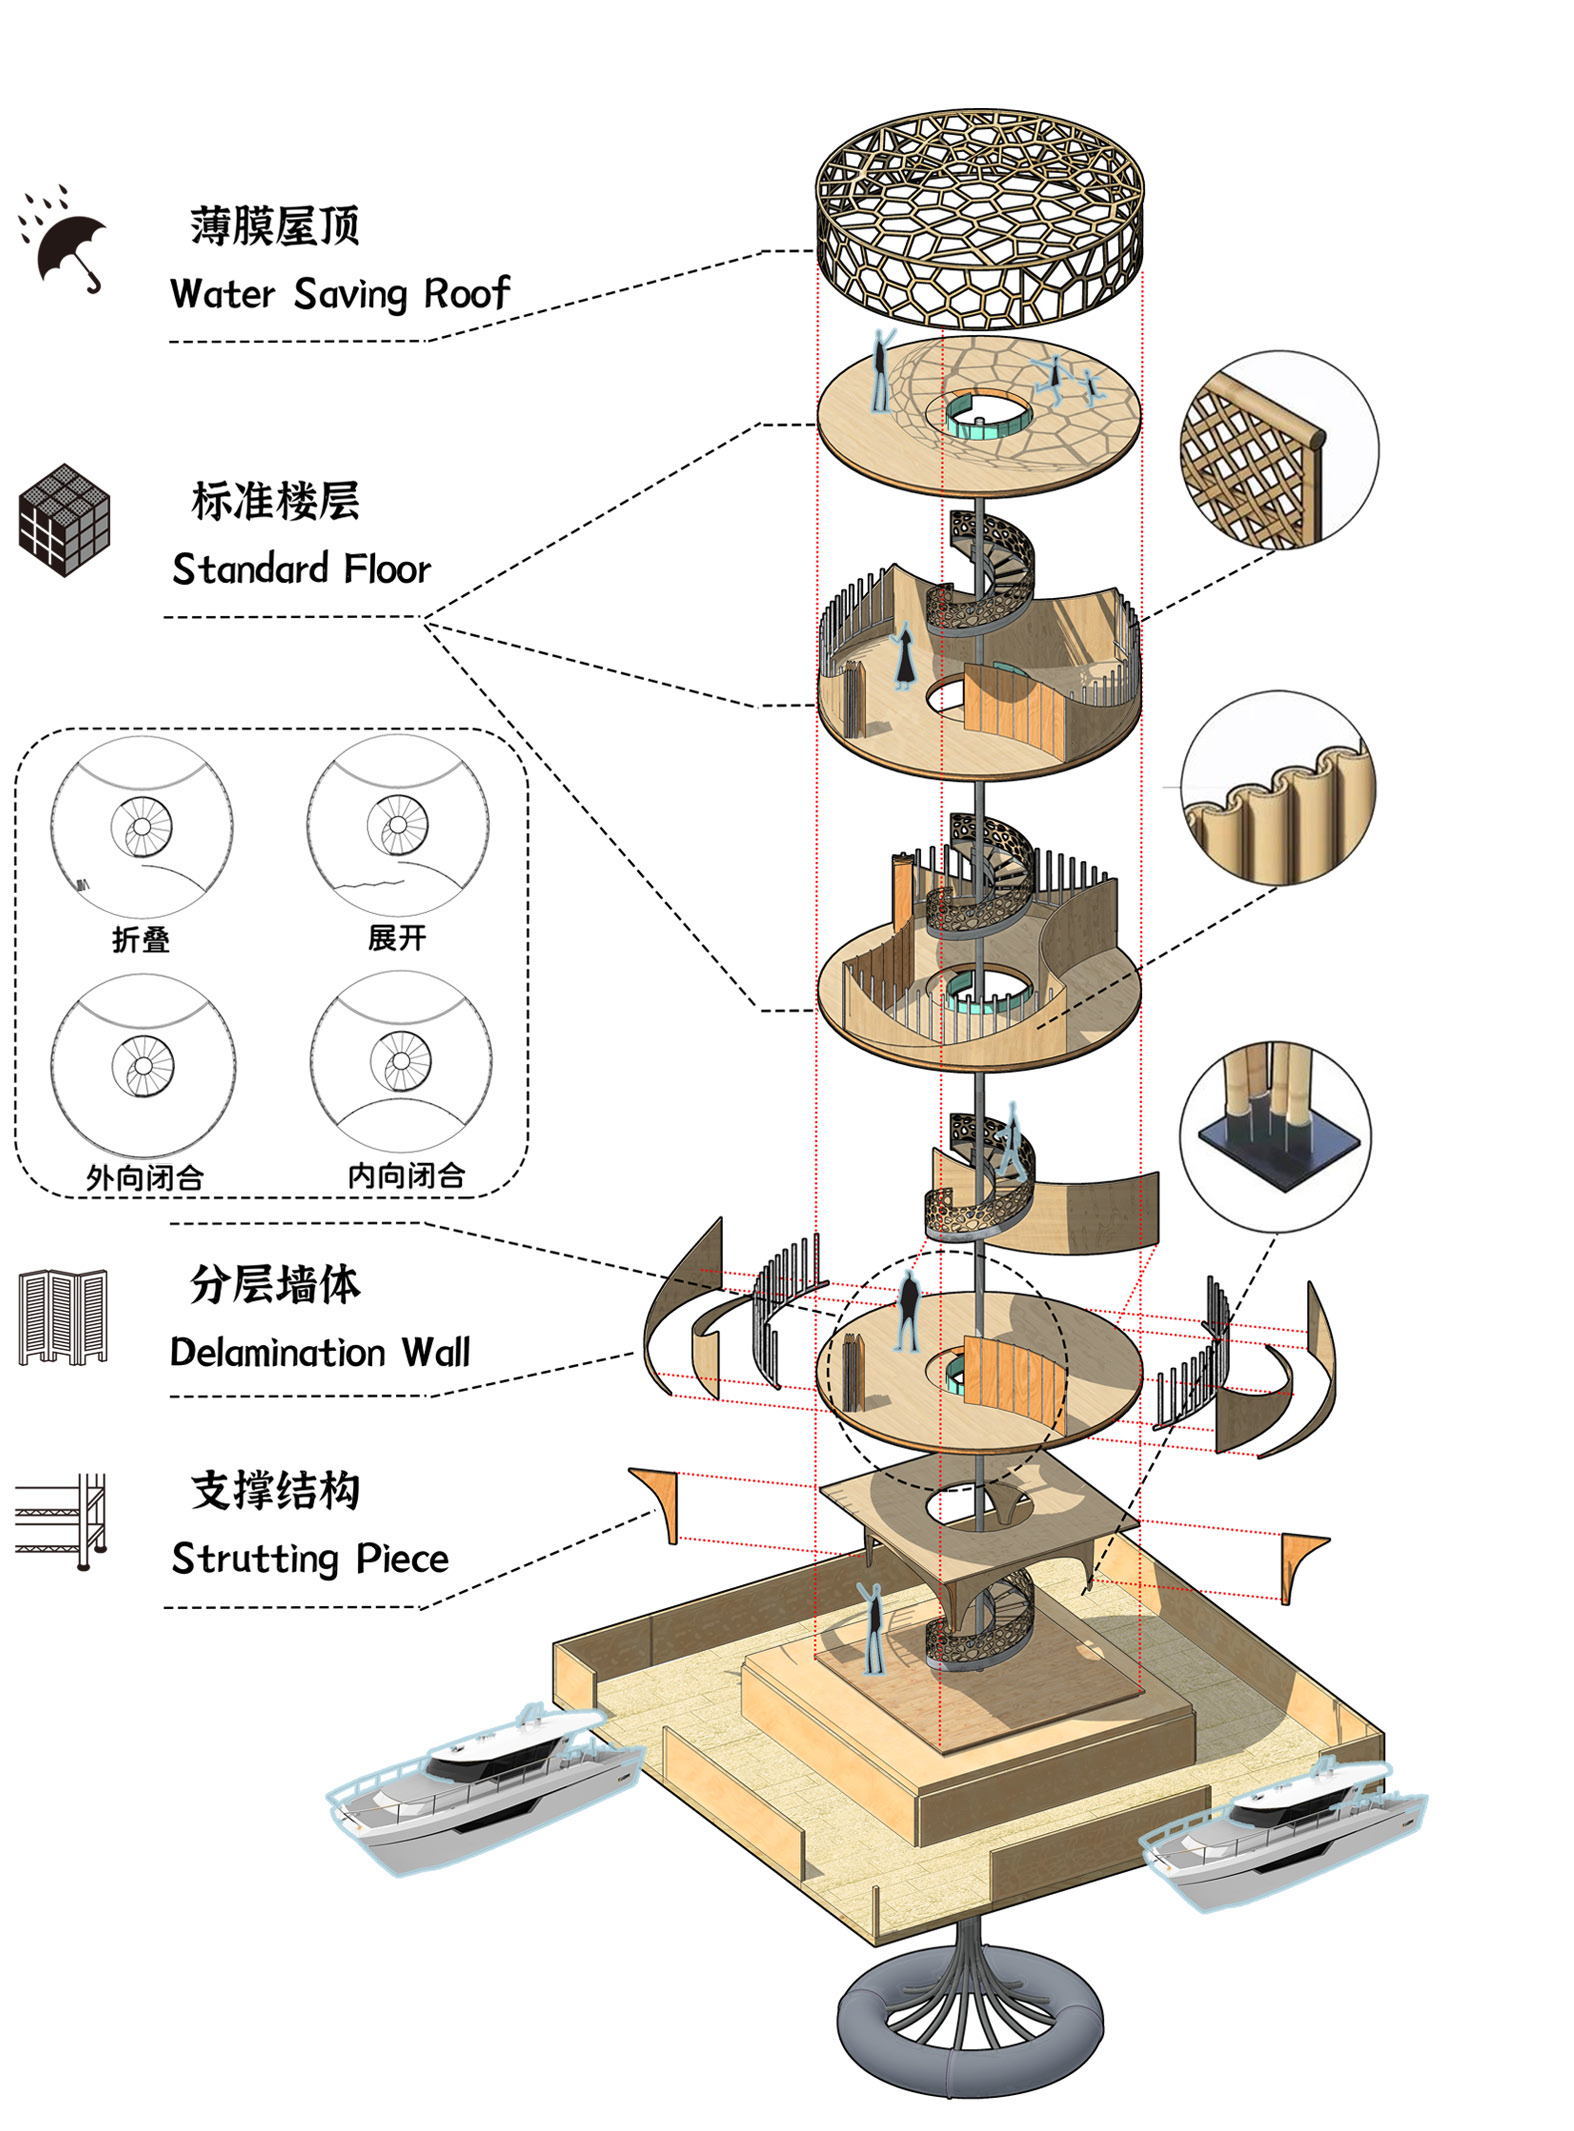 薄膜屋顶
Water Saving Roof
标准楼层
Standard Floor
折叠
展开
外向闭合
内向闭合
分层墙体
Delamination Wall
支撑结构
Strutting Piece